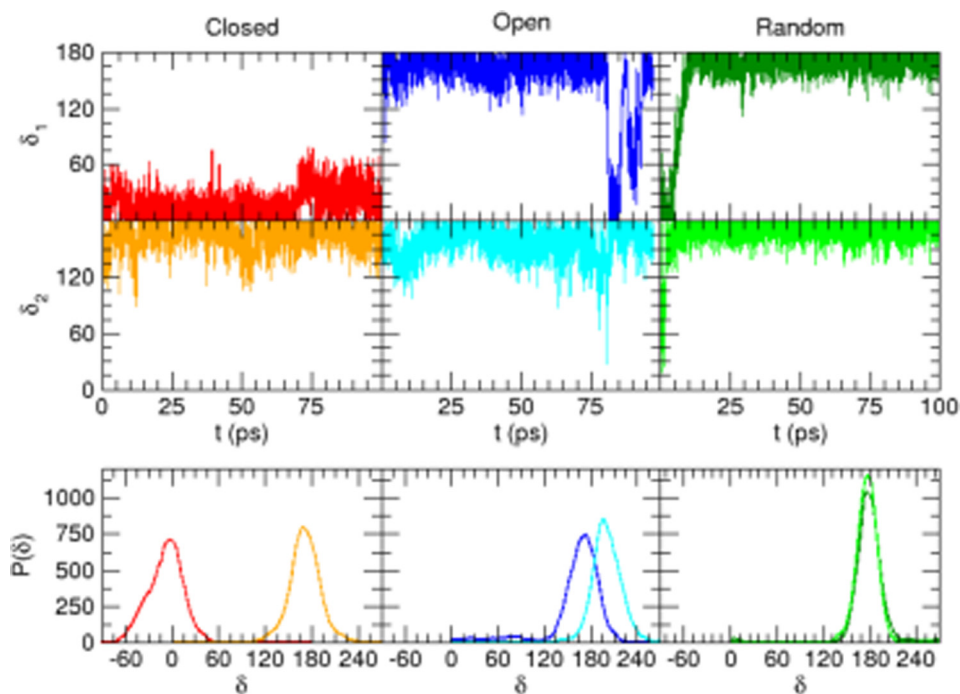 Closed Open Random
180
120
δ1
60
120
δ2
60
0
0 25 50 75 25 50 75 25 50 75 100
t (ps) t (ps) t (ps)
1000
750
P(δ)
500
250
0
-60 0 60 120 180 240 -60 0 60 120 180 240 -60 0 60 120 180 240
δ δ δ